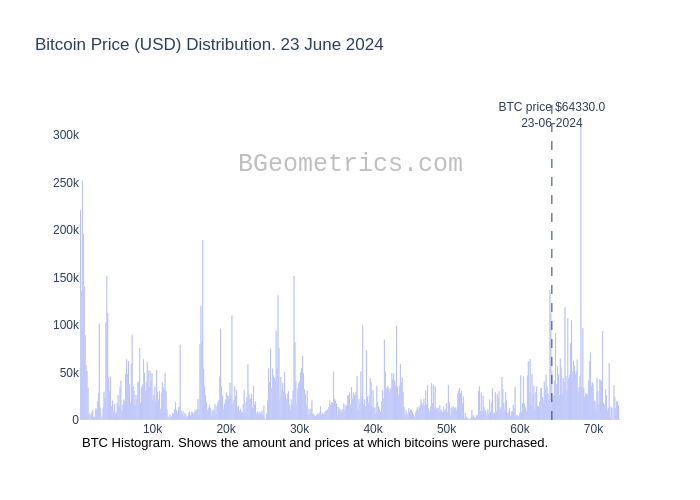 Bitcoin Price (USD) Distribution. 23 June 2024
BTC price $64330.0
23-06-2024
300k
BGeometrics.com
250k
200k
150k
100k
50k
0
10k 20k 30k 40k 50k 60k 70k
BTC Histogram. Shows the amount and prices at which bitcoins were purchased.